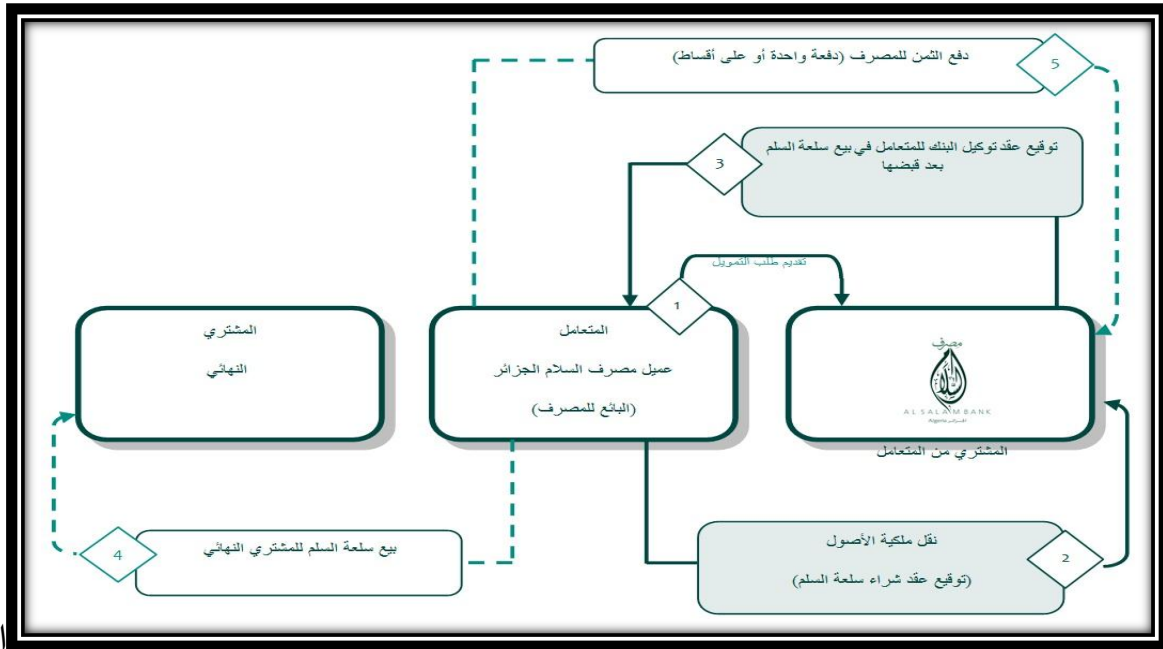 دفع الثمن للمصرف (دفعة واحدة أو على أقساط)
5
توقيع عقد توكيل البنك للمتعامل في بيع سلعة السلم
بعد قبضها
3
تقديم طلب التمويل
1
مصرف
السلام
AL SALAM BANK
Algeria الجزائر
المشتري من المتعامل
المتعامل
عميل مصرف السلام الجزائر
(البائع للمصرف)
المشتري
النهائي
نقل ملكية الأصول
(توقيع عقد شراء سلعة السلم)
2
بيع سلعة السلم للمشتري النهائي
4